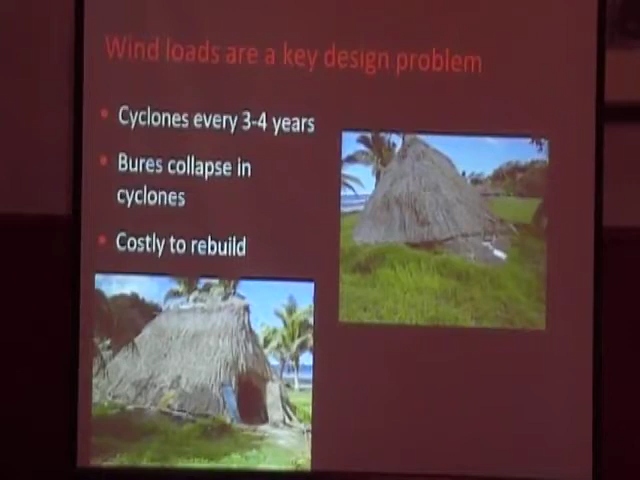 Wind loads are a key design problem
• Cyclones every 3-4 years
• Bures collapse in
cyclones
• Costly to rebuild